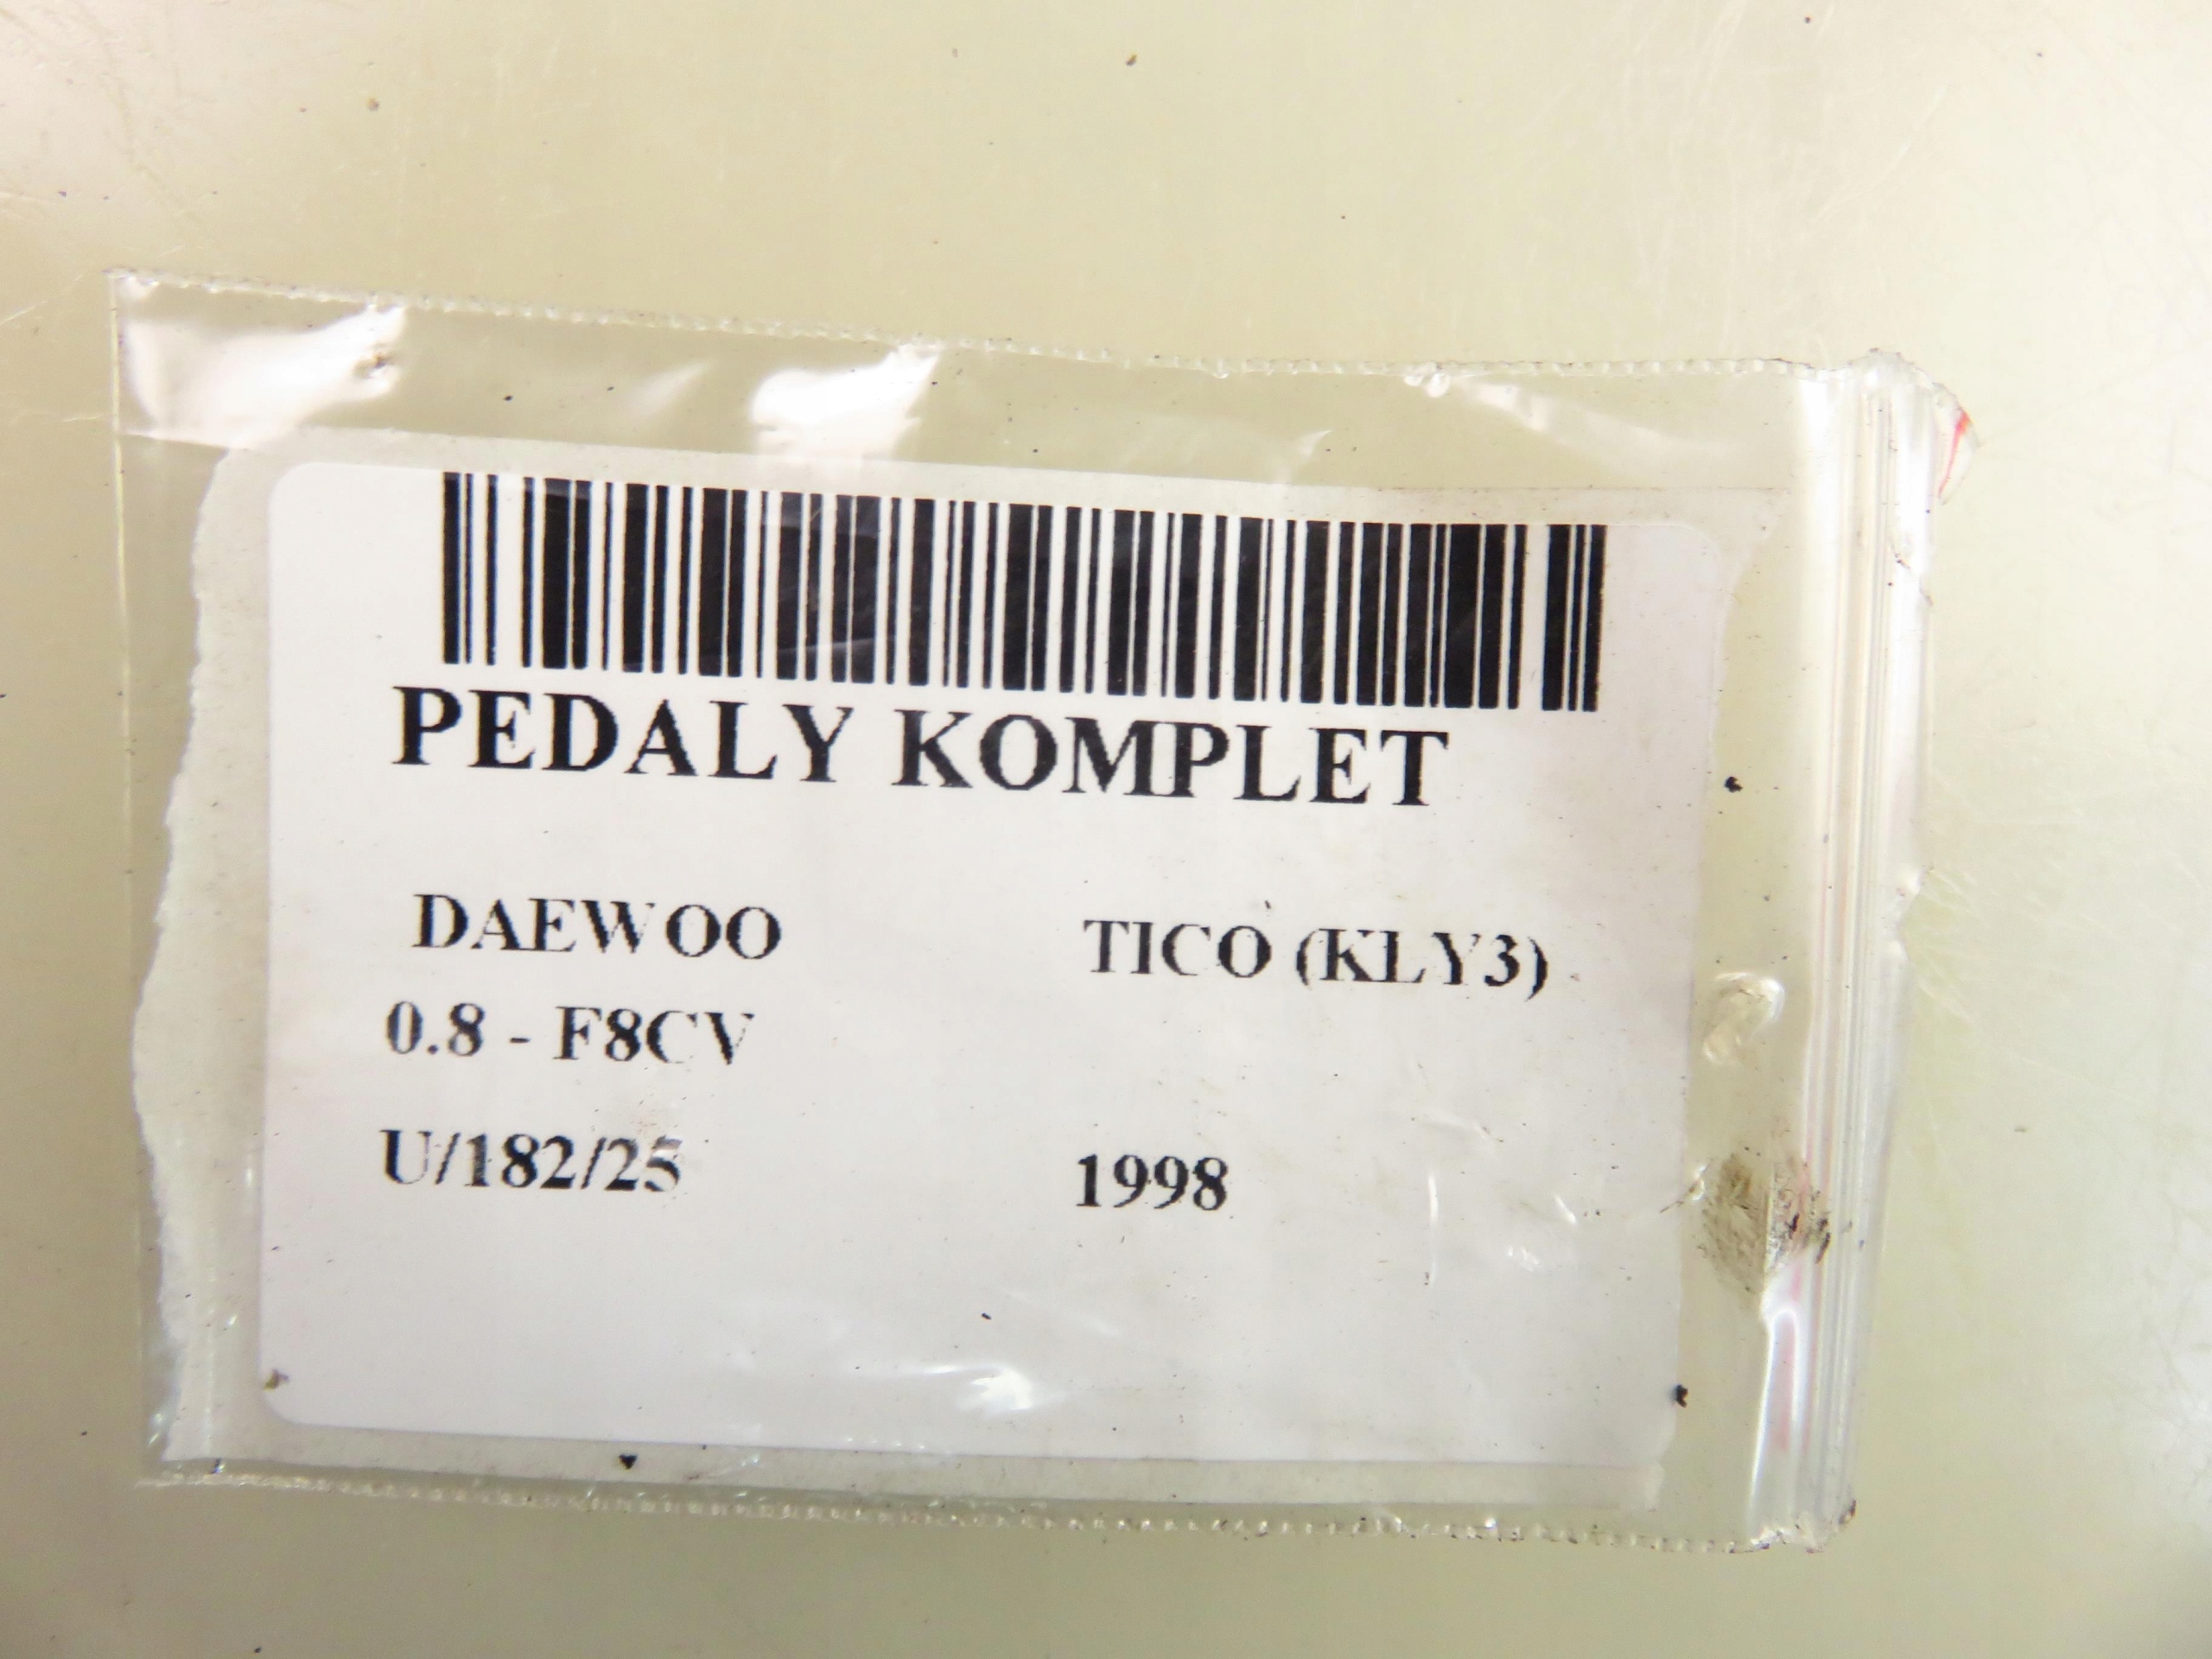 PEDALY KOMPLET
DAEWOO TICO (KLY3)
0.8 - F8CV
U/182/25 1998